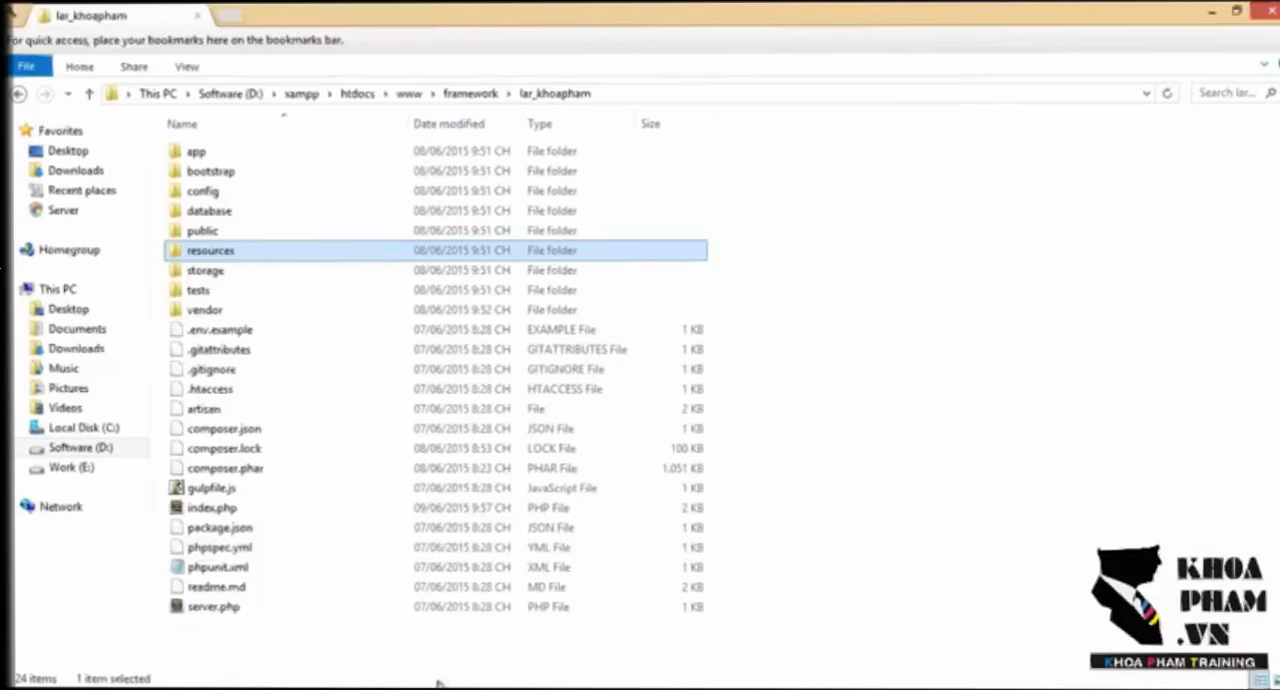 lar_khoapham
For quick access, place your bookmarks here on the bookmarks bar.
File Home Share View
This PC Software (D:) xampp htdocs www framework lar_khoapham Search lar...
Name Date modified Type Size
Favorites
Desktop
Downloads
Recent places
Server
Homegroup
This PC
Desktop
Documents
Downloads
Music
Pictures
Videos
Local Disk (C:)
Software (D:)
Work (E:)
Network
app 08/06/2015 9:51 CH File folder
bootstrap 08/06/2015 9:51 CH File folder
config 08/06/2015 9:51 CH File folder
database 08/06/2015 9:51 CH File folder
public 08/06/2015 9:51 CH File folder
resources 08/06/2015 9:51 CH File folder
storage 08/06/2015 9:51 CH File folder
tests 08/06/2015 9:51 CH File folder
vendor 08/06/2015 9:52 CH File folder
.env.example 07/06/2015 8:28 CH EXAMPLE File 1 KB
.gitattributes 07/06/2015 8:28 CH GITATTRIBUTES File 1 KB
.gitignore 07/06/2015 8:28 CH GITIGNORE File 1 KB
.htaccess 07/06/2015 8:28 CH HTACCESS File 1 KB
artisan 07/06/2015 8:28 CH File 2 KB
composer.json 07/06/2015 8:28 CH JSON File 1 KB
composer.lock 08/06/2015 8:53 CH LOCK File 100 KB
composer.phar 08/06/2015 8:23 CH PHAR File 1.051 KB
gulpfile.js 07/06/2015 8:28 CH JavaScript File 1 KB
index.php 09/06/2015 9:57 CH PHP File 2 KB
package.json 07/06/2015 8:28 CH JSON File 1 KB
phpspec.yml 07/06/2015 8:28 CH YML File 1 KB
phpunit.xml 07/06/2015 8:28 CH XML File 1 KB
readme.md 07/06/2015 8:28 CH MD File 2 KB
server.php 07/06/2015 8:28 CH PHP File 1 KB
24 items 1 item selected
KHOA
PHAM
.VN
KHOA PHAM TRAINING